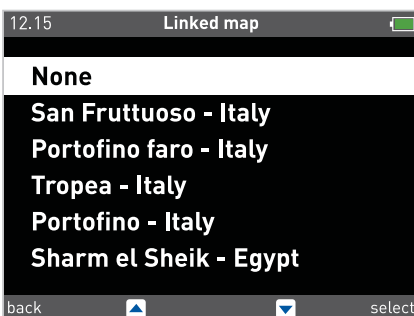 12.15 Linked map
None
San Fruttuoso - Italy
Portofino faro - Italy
Tropea - Italy
Portofino - Italy
Sharm el Sheik - Egypt
back select